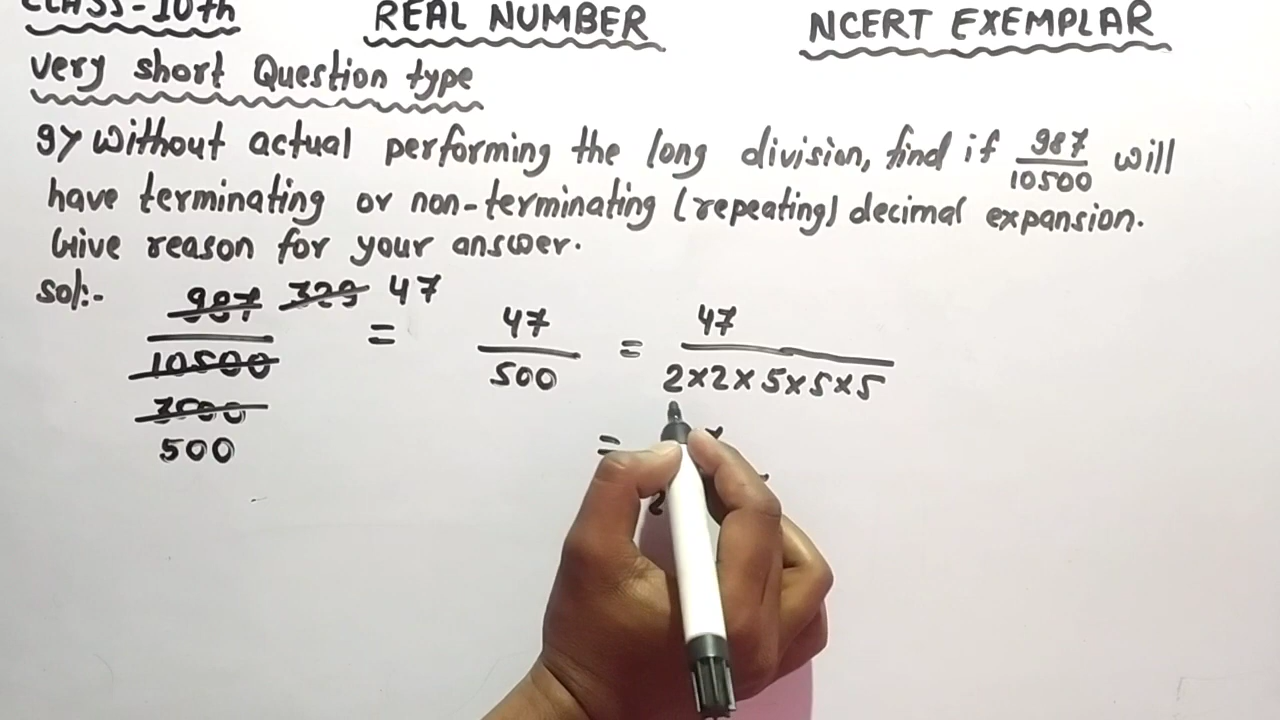 CLASS-10th REAL NUMBER NCERT EXEMPLAR
very short Question type
9> without actual performing the long division, find if 987/10500 will
have terminating or non-terminating (repeating) decimal expansion.
Give reason for your answer.
Sol:- 987 329 47
10500
3500
500
= 47/500 = 47/2×2×5×5×5
=
2